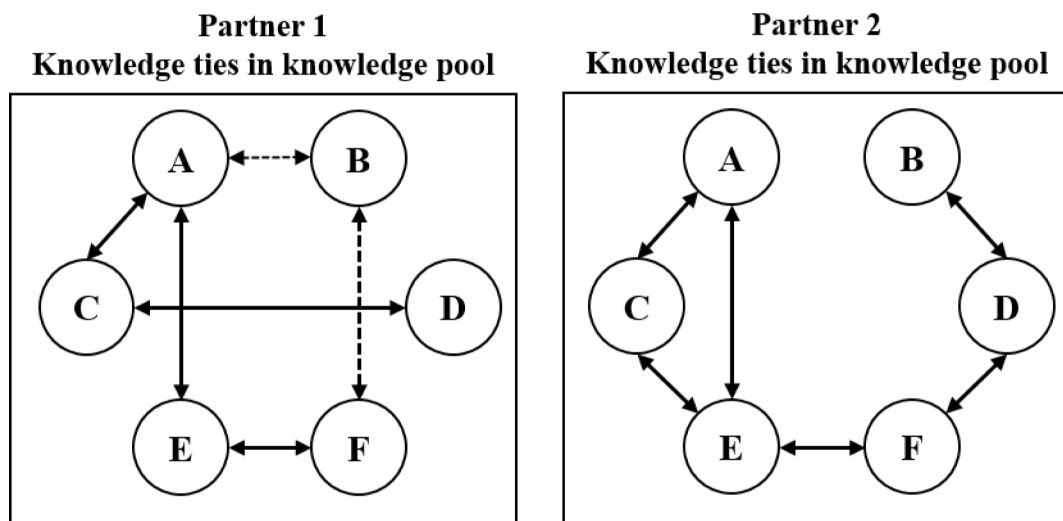 Partner 1
Knowledge ties in knowledge pool
A
B
C
D
E
F
Partner 2
Knowledge ties in knowledge pool
A
B
C
D
E
F